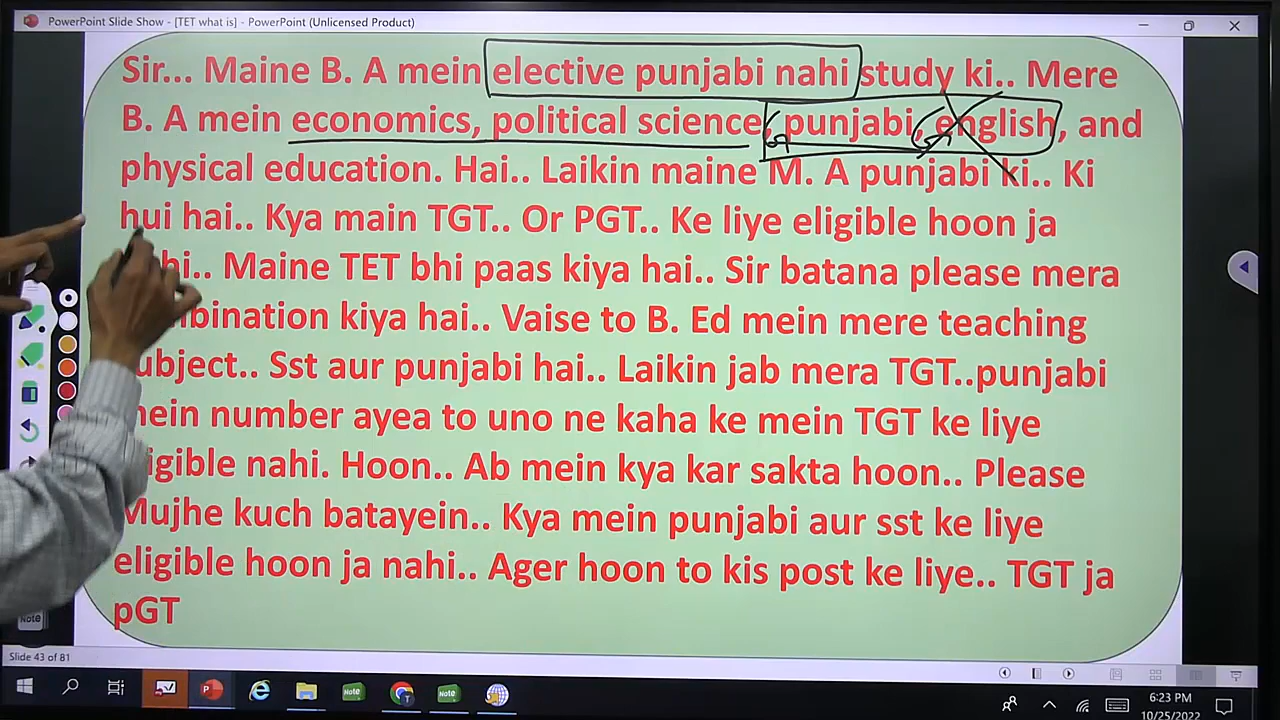 PowerPoint Slide Show - [TET what is] - PowerPoint (Unlicensed Product)
Sir... Maine B. A mein elective punjabi nahi study ki.. Mere
B. A mein economics, political science, punjabi, english, and
physical education. Hai.. Laikin maine M. A punjabi ki.. Ki
hui hai.. Kya main TGT.. Or PGT.. Ke liye eligible hoon ja
hi.. Maine TET bhi paas kiya hai.. Sir batana please mera
bination kiya hai.. Vaise to B. Ed mein mere teaching
ubject.. Sst aur punjabi hai.. Laikin jab mera TGT..punjabi
mein number ayea to uno ne kaha ke mein TGT ke liye
igible nahi. Hoon.. Ab mein kya kar sakta hoon.. Please
Mujhe kuch batayein.. Kya mein punjabi aur sst ke liye
eligible hoon ja nahi.. Ager hoon to kis post ke liye.. TGT ja
pGT
Note
Slide 43 of 81
Note
Note
6:23 PM
10/25/2022